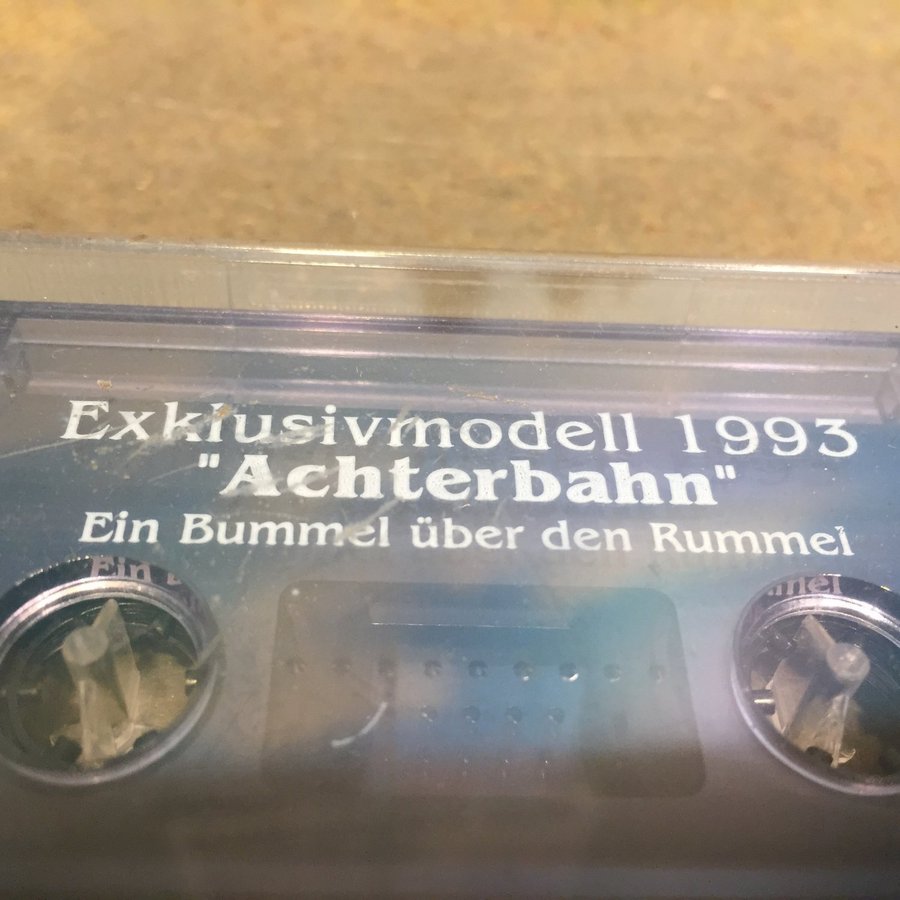 Exklusivmodell 1993
"Achterbahn"
Ein Bummel über den Rummel